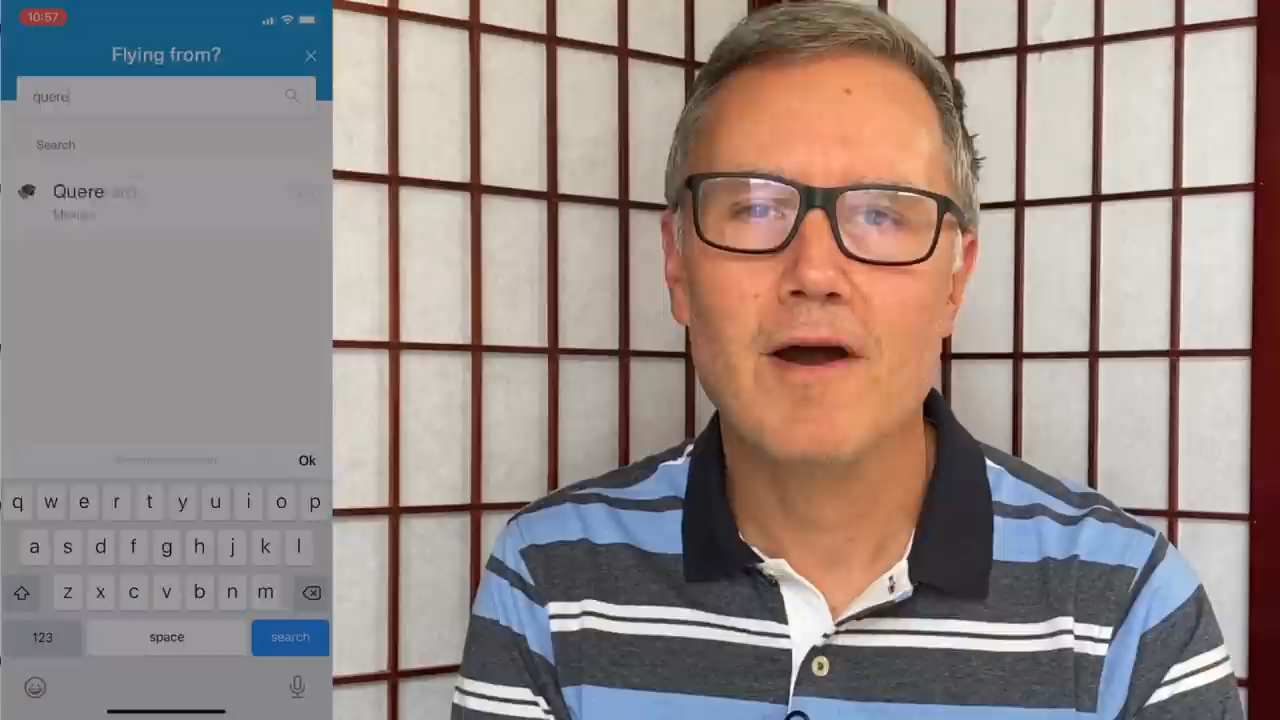 10:57
Flying from?
quere
Search
Quere
Ok
q w e r t y u i o p
a s d f g h j k l
z x c v b n m
123 space search